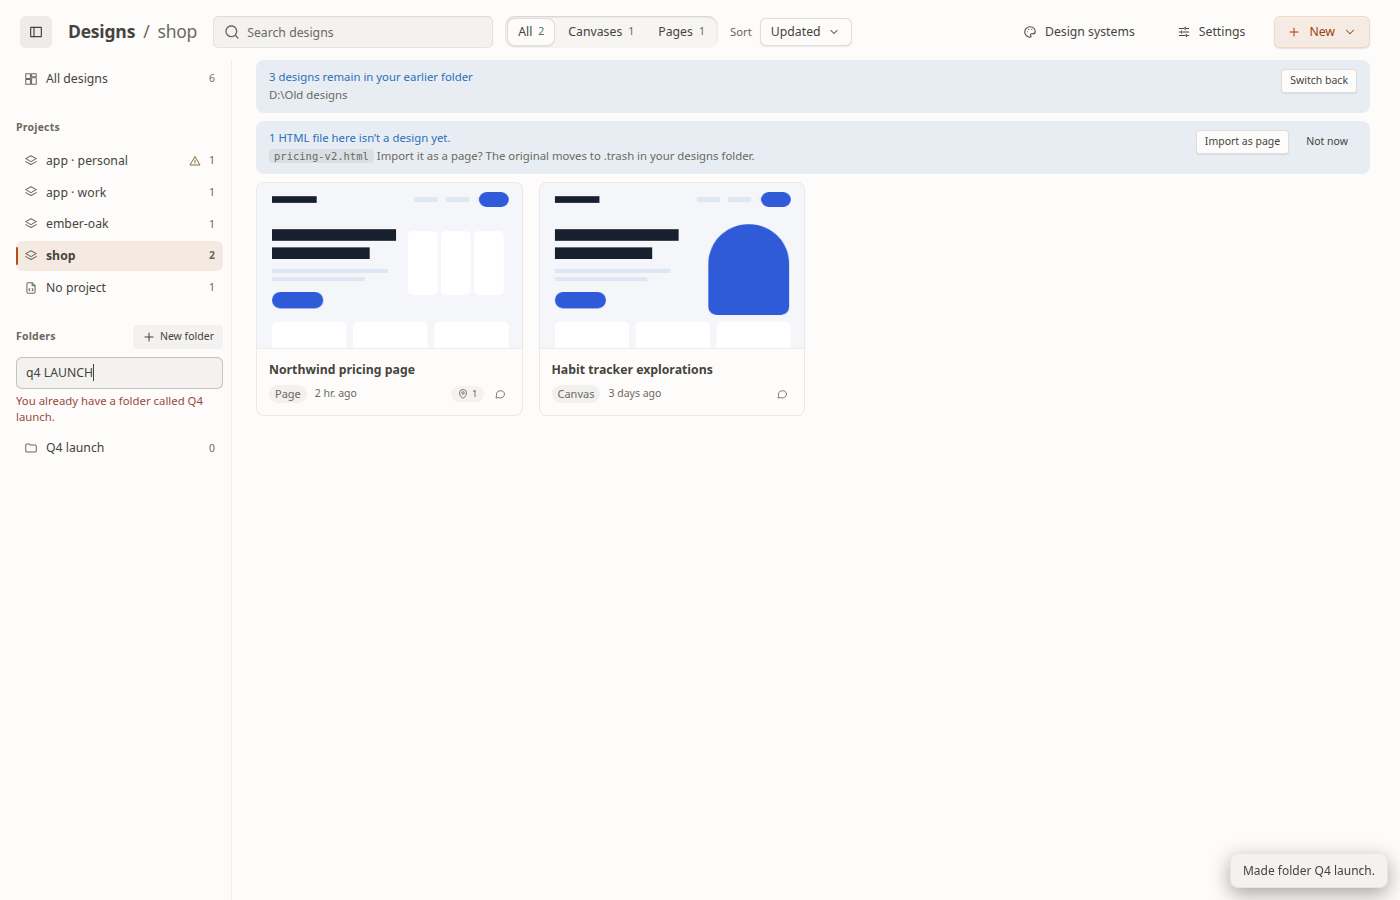 Designs / shop
Search designs
All 2
Canvases 1
Pages 1
Sort
Updated
Design systems
Settings
New
All designs 6
Projects
app · personal 1
app · work 1
ember-oak 1
shop 2
No project 1
Folders
New folder
q4 LAUNCH
You already have a folder called Q4
launch.
Q4 launch 0
3 designs remain in your earlier folder
D:\Old designs
Switch back
1 HTML file here isn't a design yet.
pricing-v2.html Import it as a page? The original moves to .trash in your designs folder.
Import as page
Not now
Northwind pricing page
Page 2 hr. ago 1
Habit tracker explorations
Canvas 3 days ago
Made folder Q4 launch.